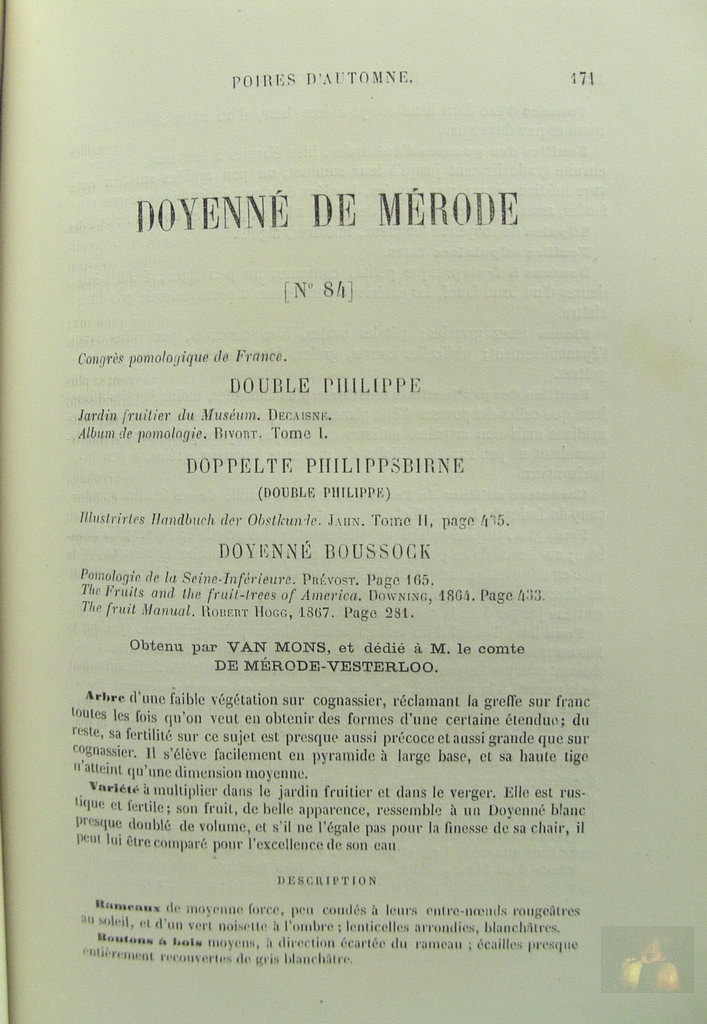 POIRES D'AUTOMNE.
171
DOYENNÉ DE MÉRODE
[N° 84]
Congrès pomologique de France.
DOUBLE PHILIPPE
Jardin fruitier du Muséum. DECAISNE.
Album de pomologie. BIVORT. Tome I.
DOPPELTE PHILIPPSBIRNE
(DOUBLE PHILIPPE)
Illustrirtes Handbuch der Obstkunde. JAHN. Tome II, page
DOYENNÉ BOUSSOCK
Pomologie de la Seine-Inférieure. PRÉVOST. Page 165.
The Fruits and the fruit-trees of America. DOWNING, 1864. Page 433.
The fruit Manual. ROBERT HOGG, 1867. Page 281.
Obtenu par VAN MONS, et dédié à M. le comte
DE MÉRODE-VESTERLOO.
Arbre d'une faible végétation sur cognassier, réclamant la greffe sur franc
toutes les fois qu'on veut en obtenir des formes d'une certaine étendue; du
reste, sa fertilité sur ce sujet est presque aussi précoce et aussi grande que sur
cognassier. Il s'élève facilement en pyramide à large base, et sa haute tige
n'atteint qu'une dimension moyenne.
Variété à multiplier dans le jardin fruitier et dans le verger. Elle est rus-
tique et fertile; son fruit, de belle apparence, ressemble à un Doyenné blanc
presque doublé de volume, et s'il ne l'égale pas pour la finesse de sa chair, il
peut lui être comparé pour l'excellence de son eau
DESCRIPTION
Rameaux de moyenne force, peu coudés à leurs entre-nœuds rougeâtres
au soleil, et d'un vert noisette à l'ombre; lenticelles arrondies, blanchâtres.
Boutons à bois moyens, à direction écartée du rameau; écailles presque
entièrement recouvertes de gris blanchâtre.